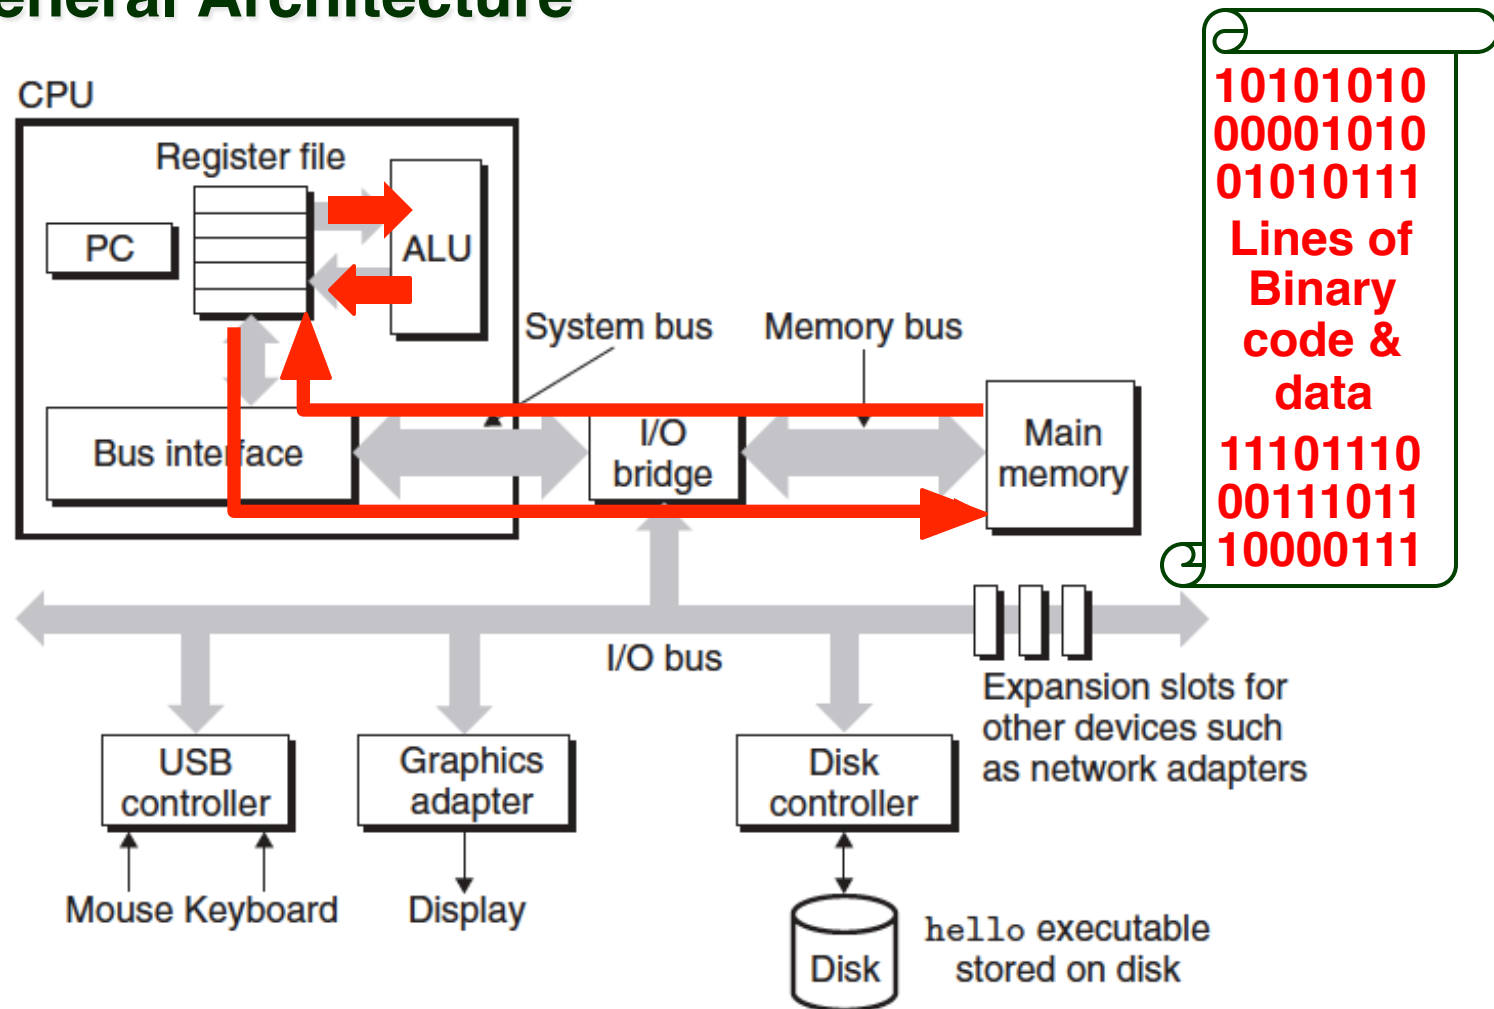 Architecture
CPU
Register file
PC
ALU
System bus
Memory bus
Bus interface
I/O
bridge
Main
memory
10101010
00001010
01010111
Lines of
Binary
code &
data
11101110
00111011
10000111
I/O bus
Expansion slots for
other devices such
as network adapters
USB
controller
Graphics
adapter
Disk
controller
Mouse Keyboard
Display
Disk
hello executable
stored on disk